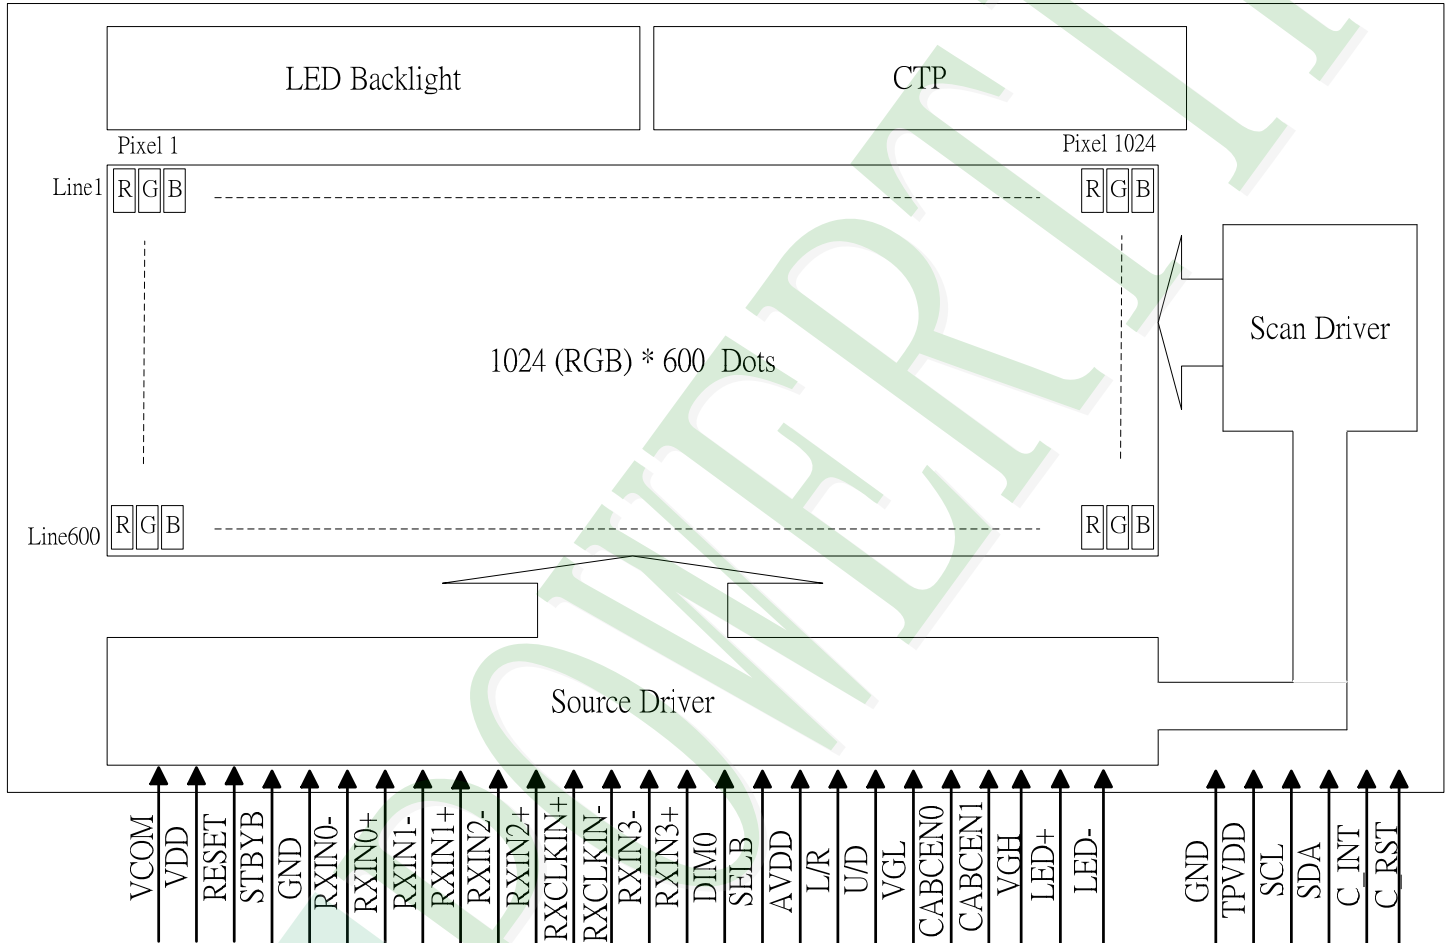 LED Backlight
CTP
Pixel 1
Pixel 1024
Line1
R G B
R G B
Scan Driver
1024 (RGB) * 600 Dots
Line600
R G B
R G B
Source Driver
VCOM
VDD
RESET
STBYB
GND
RXIN0-
RXIN0+
RXIN1-
RXIN1+
RXIN2-
RXIN2+
RXCLKIN+
RXCLKIN-
RXIN3-
RXIN3+
DIM0
SELB
AVDD
L/R
U/D
VGL
CABCEN0
CABCEN1
VGH
LED+
LED-
GND
TPVDD
SCL
SDA
C_INT
C_RST